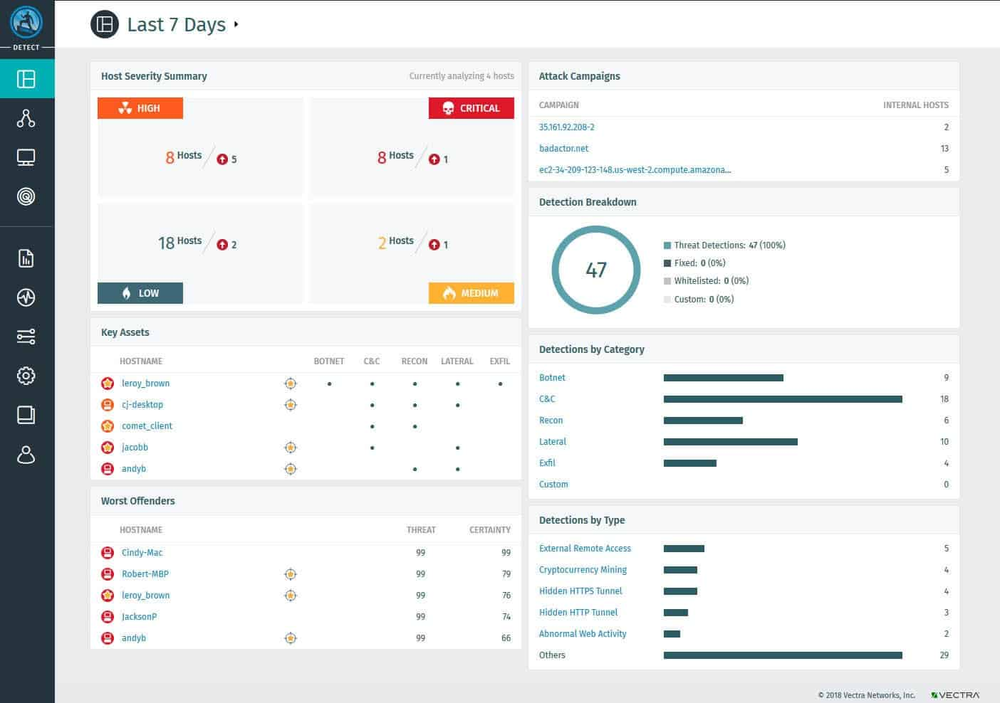 DETECT
Last 7 Days
Host Severity Summary
Currently analyzing 4 hosts
HIGH
CRITICAL
8 Hosts / 5
8 Hosts / 1
18 Hosts / 2
2 Hosts / 1
LOW
MEDIUM
Key Assets
HOSTNAME BOTNET C&C RECON LATERAL EXFIL
leroy_brown
cj-desktop
comet_client
jacobb
andyb
Worst Offenders
HOSTNAME THREAT CERTAINTY
Cindy-Mac 99 99
Robert-MBP 99 79
leroy_brown 99 76
JacksonP 99 74
andyb 99 66
Attack Campaigns
CAMPAIGN INTERNAL HOSTS
35.161.92.208-2 2
badactor.net 13
ec2-34-209-123-148.us-west-2.compute.amazona... 5
Detection Breakdown
47
Threat Detections: 47 (100%)
Fixed: 0 (0%)
Whitelisted: 0 (0%)
Custom: 0 (0%)
Detections by Category
Botnet 9
C&C 18
Recon 6
Lateral 10
Exfil 4
Custom 0
Detections by Type
External Remote Access 5
Cryptocurrency Mining 4
Hidden HTTPS Tunnel 4
Hidden HTTP Tunnel 3
Abnormal Web Activity 2
Others 29
© 2018 Vectra Networks, Inc. VECTRA